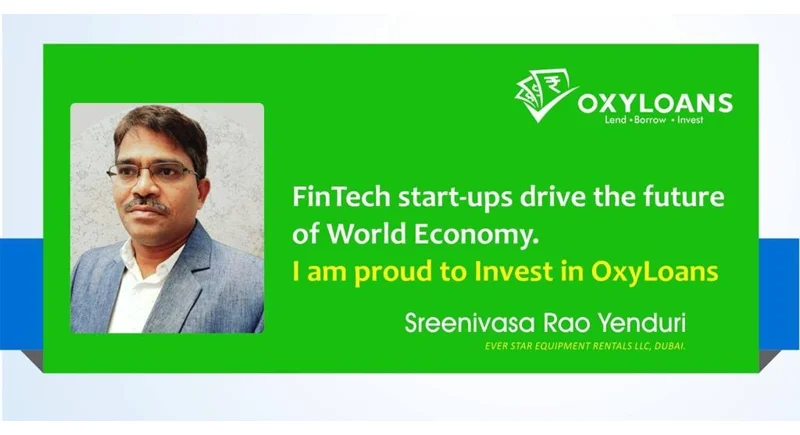 OXYLOANS
Lend • Borrow • Invest
FinTech start-ups drive the future
of World Economy.
I am proud to Invest in OxyLoans
Sreenivasa Rao Yenduri
EVER STAR EQUIPMENT RENTALS LLC, DUBAI.